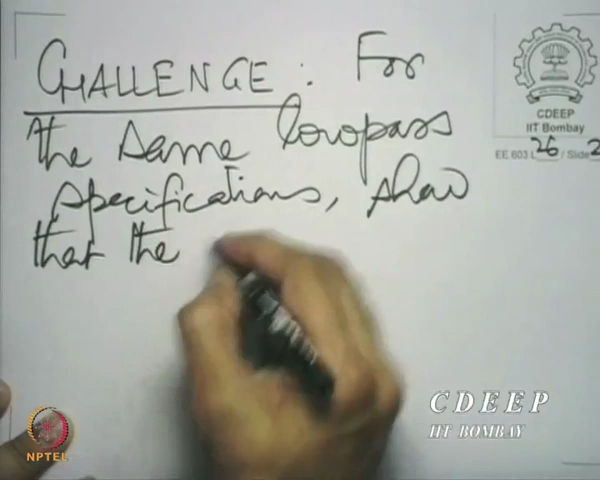 CHALLENGE: For
the same lowpass
specifications, show
that the
CDEEP
IIT Bombay
EE 603 L 26 / Slide 2
CDEEP
IIT BOMBAY
NPTEL